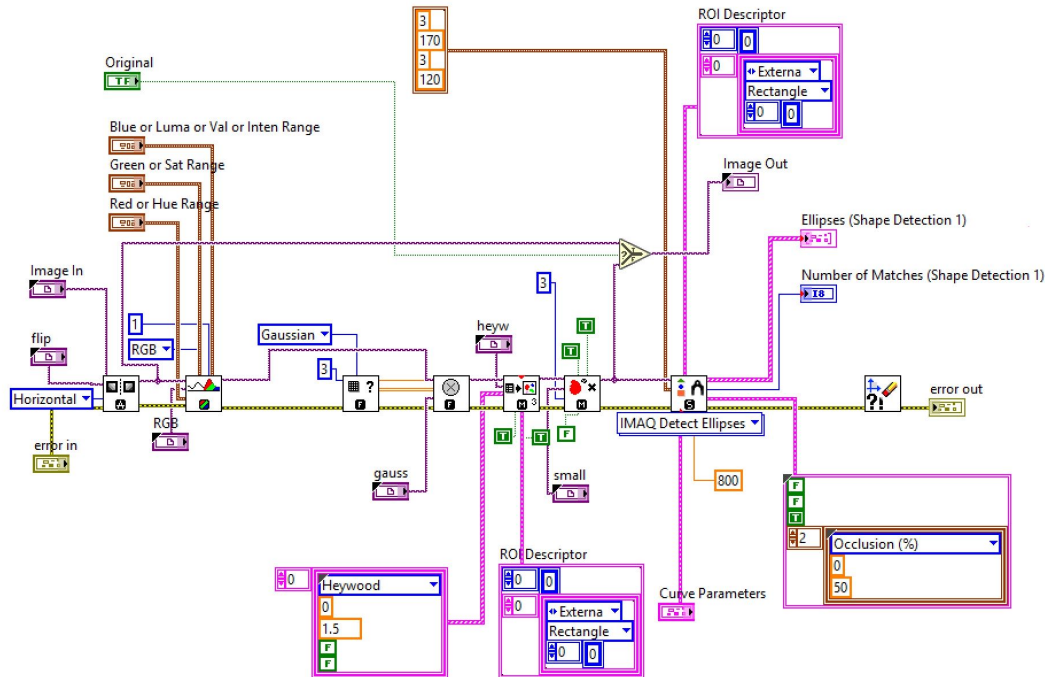 3
170
3
120
ROI Descriptor
0
0
0
Externa
Rectangle
0
0
Original
TF
Blue or Luma or Val or Inten Range
Green or Sat Range
Red or Hue Range
Image Out
Ellipses (Shape Detection 1)
Number of Matches (Shape Detection 1)
I8
Image In
flip
Horizontal
error in
1
RGB
RGB
Gaussian
3
gauss
heyw
3
T
T
T
T
F
small
A
?
F
F
M
3
M
S
IMAQ Detect Ellipses
800
?!
error out
T
?
F
Curve Parameters
0
Heywood
0
1.5
F
F
ROI Descriptor
0
0
0
Externa
Rectangle
0
0
F
F
T
2
Occlusion (%)
0
50